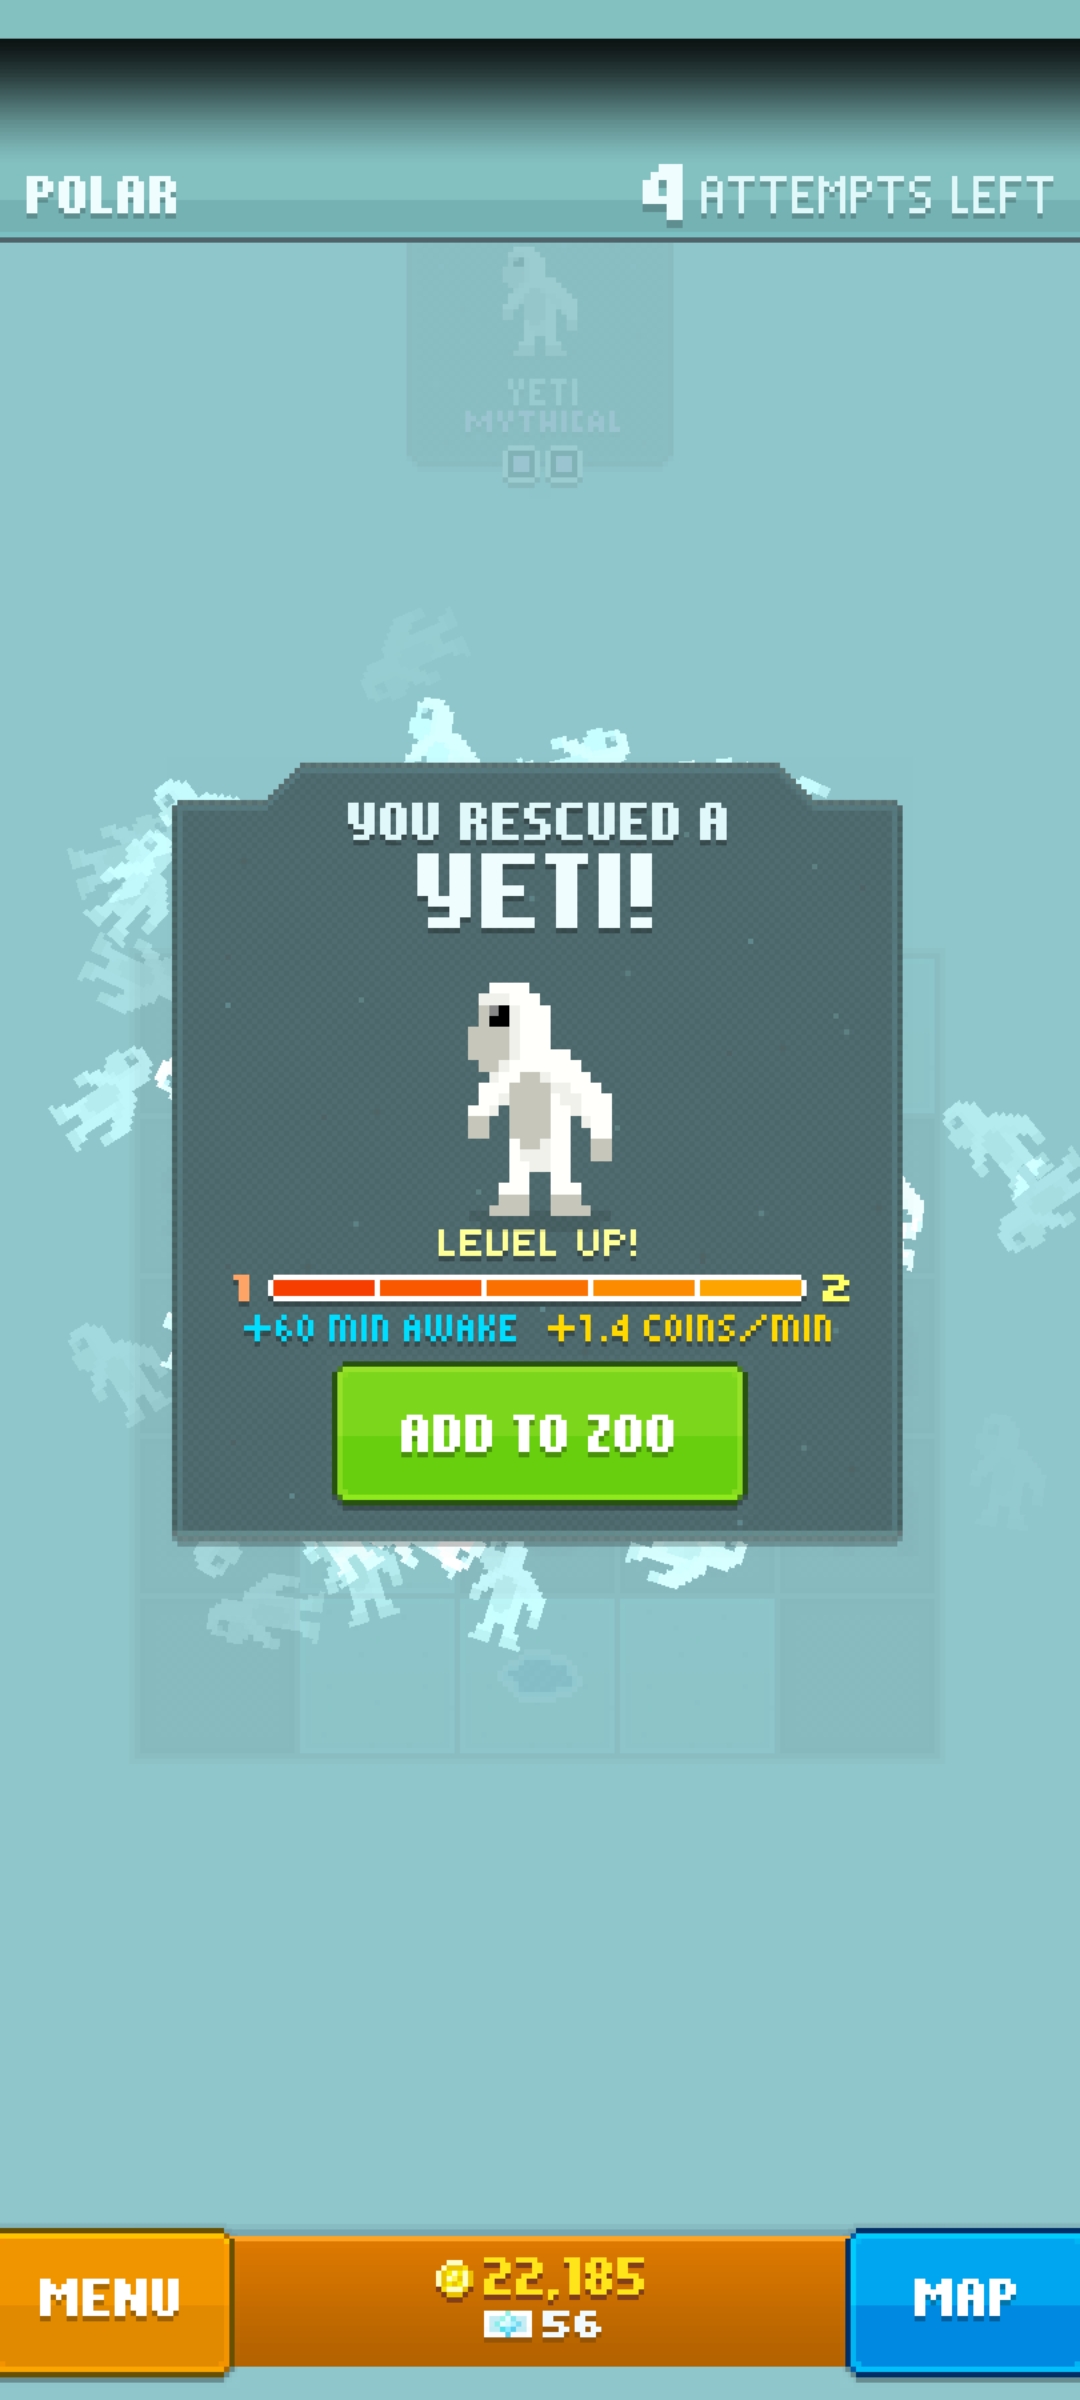 POLAR
4 ATTEMPTS LEFT
YETI
MYTHICAL
YOU RESCUED A
YETI!
LEVEL UP!
1 2
+60 MIN AWAKE +1.4 COINS/MIN
ADD TO ZOO
MENU
22,185
56
MAP